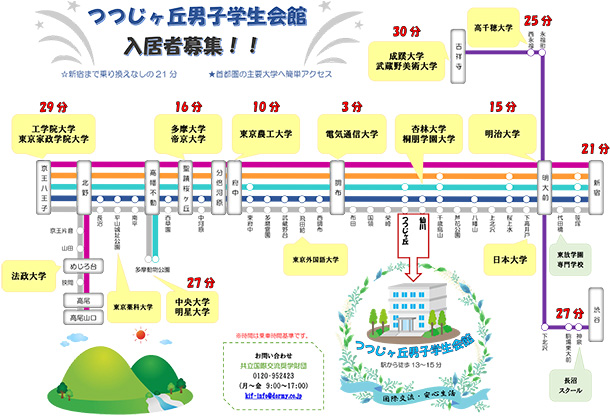 つつじヶ丘男子学生会館
入居者募集！！
☆新宿まで乗り換えなしの21分
★首都圏の主要大学へ簡単アクセス
30分
成蹊大学
武蔵野美術大学
高千穂大学
25分
吉祥寺
西永福
永福町
29分
工学院大学
東京家政学院大学
16分
多摩大学
帝京大学
10分
東京農工大学
3分
電気通信大学
杏林大学
桐朋学園大学
15分
明治大学
21分
京王八王子
北野
高幡不動
聖蹟桜ヶ丘
分倍河原
府中
調布
明大前
新宿
長沼
平山城址公園
南平
百草園
中河原
東府中
多磨霊園
武蔵野台
飛田給
西調布
布田
国領
柴崎
つつじヶ丘
仙川
千歳烏山
芦花公園
八幡山
上北沢
桜上水
下高井戸
代田橋
笹塚
京王片倉
山田
めじろ台
狭間
高尾
高尾山口
法政大学
東京薬科大学
多摩動物公園
27分
中央大学
明星大学
東京外国語大学
日本大学
東放学園
専門学校
渋谷
27分
下北沢
駒場東大前
神泉
長沼
スクール
つつじヶ丘男子学生会館
駅から徒歩13～15分
国際交流・安心生活
※時間は乗車時間基準です。
お問い合わせ
共立国際交流奨学財団
0120-952423
(月～金 9:00～17:00)
kif-info@dormy.co.jp